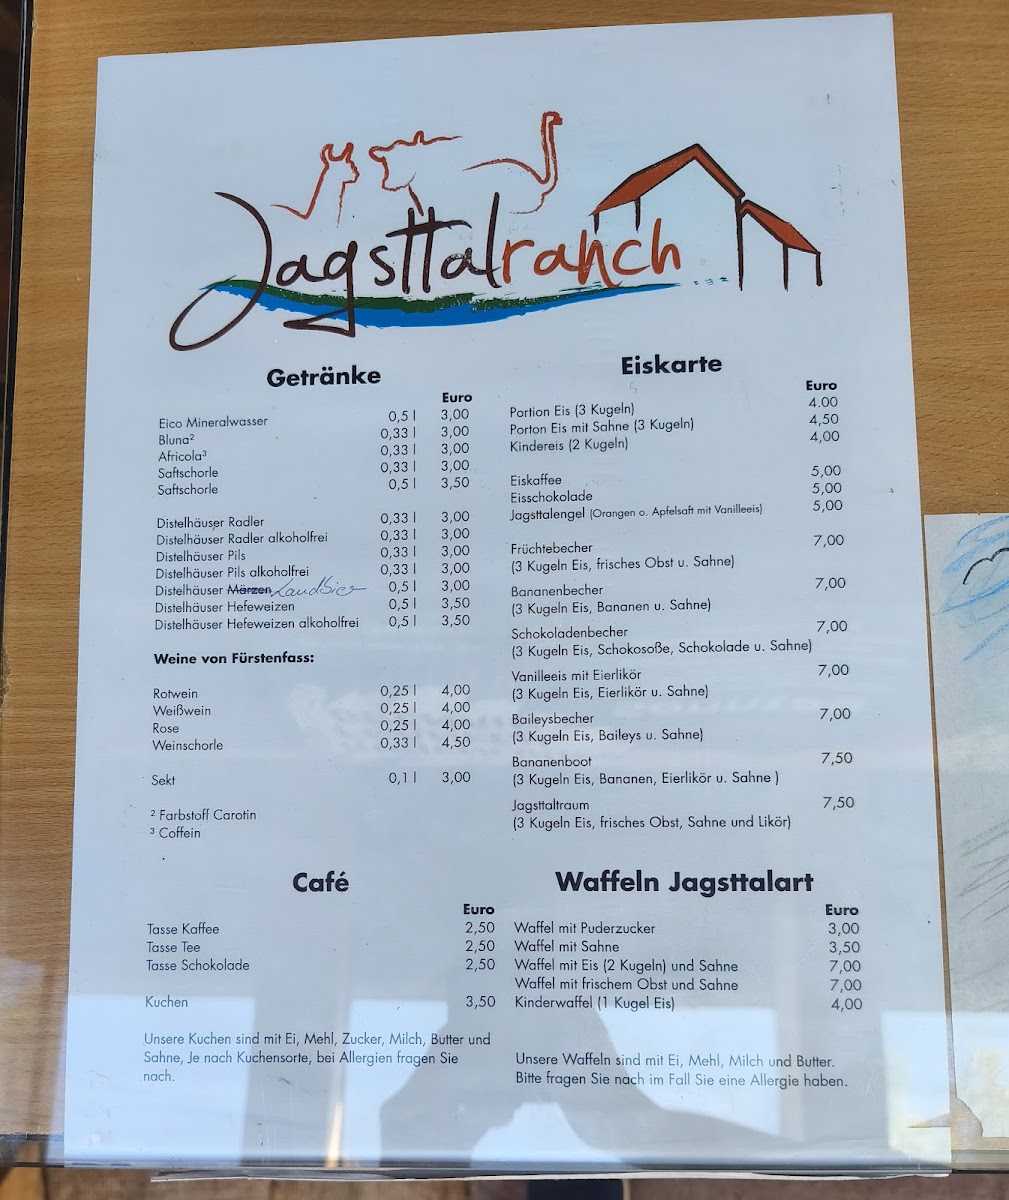 Jagsttalranch
Getränke
Euro
Eico Mineralwasser 0,5 l 3,00
Bluna² 0,33 l 3,00
Africola³ 0,33 l 3,00
Saftschorle 0,33 l 3,00
Saftschorle 0,5 l 3,50
Distelhäuser Radler 0,33 l 3,00
Distelhäuser Radler alkoholfrei 0,33 l 3,00
Distelhäuser Pils 0,33 l 3,00
Distelhäuser Pils alkoholfrei 0,33 l 3,00
Distelhäuser Märzen Landbier 0,5 l 3,00
Distelhäuser Hefeweizen 0,5 l 3,50
Distelhäuser Hefeweizen alkoholfrei 0,5 l 3,50
Weine von Fürstenfass:
Rotwein 0,25 l 4,00
Weißwein 0,25 l 4,00
Rose 0,25 l 4,00
Weinschorle 0,33 l 4,50
Sekt 0,1 l 3,00
² Farbstoff Carotin
³ Coffein
Eiskarte
Euro
Portion Eis (3 Kugeln) 4.00
Porton Eis mit Sahne (3 Kugeln) 4,50
Kindereis (2 Kugeln) 4,00
Eiskaffee 5,00
Eisschokolade 5,00
Jagsttalengel (Orangen o. Apfelsaft mit Vanilleeis) 5,00
Früchtebecher 7,00
(3 Kugeln Eis, frisches Obst u. Sahne)
Bananenbecher 7,00
(3 Kugeln Eis, Bananen u. Sahne)
Schokoladenbecher 7,00
(3 Kugeln Eis, Schokosoße, Schokolade u. Sahne)
Vanilleeis mit Eierlikör 7,00
(3 Kugeln Eis, Eierlikör u. Sahne)
Baileysbecher 7,00
(3 Kugeln Eis, Baileys u. Sahne)
Bananenboot 7,50
(3 Kugeln Eis, Bananen, Eierlikör u. Sahne )
Jagsttaltraum 7,50
(3 Kugeln Eis, frisches Obst, Sahne und Likör)
Café
Euro
Tasse Kaffee 2,50
Tasse Tee 2,50
Tasse Schokolade 2,50
Kuchen 3,50
Unsere Kuchen sind mit Ei, Mehl, Zucker, Milch, Butter und
Sahne, Je nach Kuchensorte, bei Allergien fragen Sie
nach.
Waffeln Jagsttalart
Euro
Waffel mit Puderzucker 3,00
Waffel mit Sahne 3,50
Waffel mit Eis (2 Kugeln) und Sahne 7,00
Waffel mit frischem Obst und Sahne 7,00
Kinderwaffel (1 Kugel Eis) 4,00
Unsere Waffeln sind mit Ei, Mehl, Milch und Butter.
Bitte fragen Sie nach im Fall Sie eine Allergie haben.